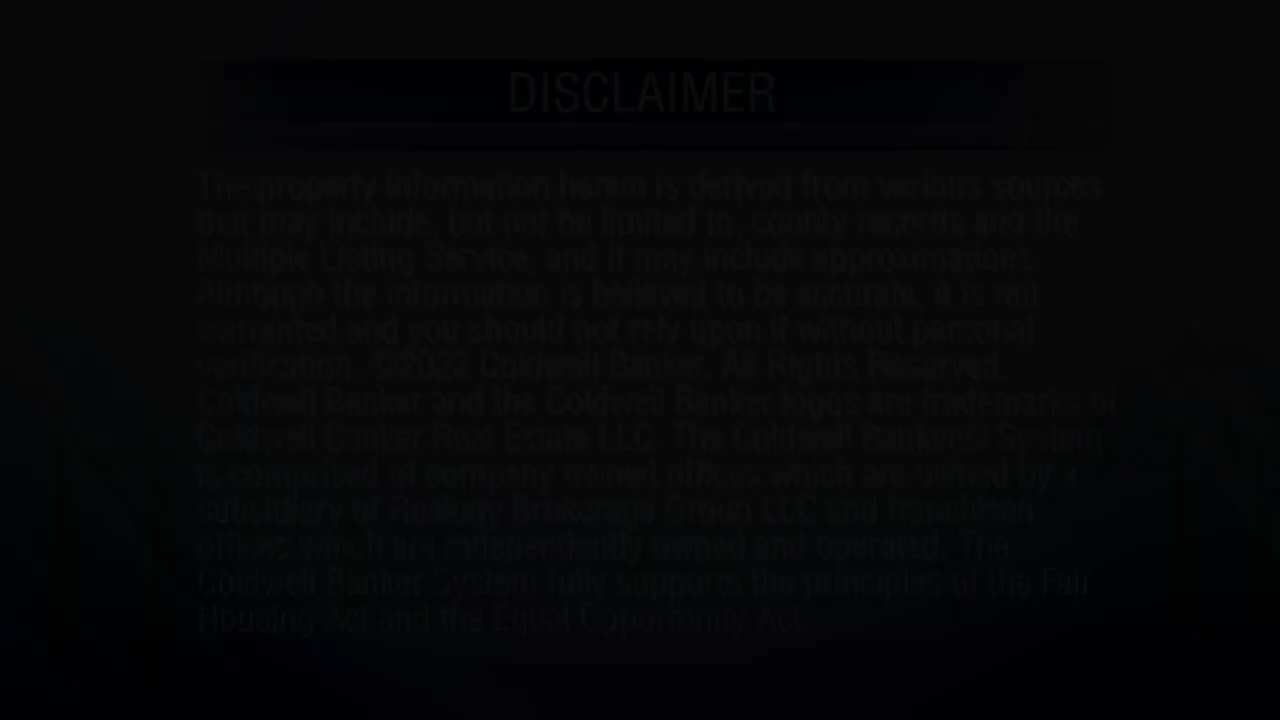 DISCLAIMER
The property information herein is derived from various sources
that may include, but not be limited to, county records and the
Multiple Listing Service, and it may include approximations.
Although the information is believed to be accurate, it is not
warranted and you should not rely upon it without personal
verification. ©2022 Coldwell Banker. All Rights Reserved.
Coldwell Banker and the Coldwell Banker logos are trademarks of
Coldwell Banker Real Estate LLC. The Coldwell Banker® System
is comprised of company owned offices which are owned by a
subsidiary of Realogy Brokerage Group LLC and franchised
offices which are independently owned and operated. The
Coldwell Banker System fully supports the principles of the Fair
Housing Act and the Equal Opportunity Act.